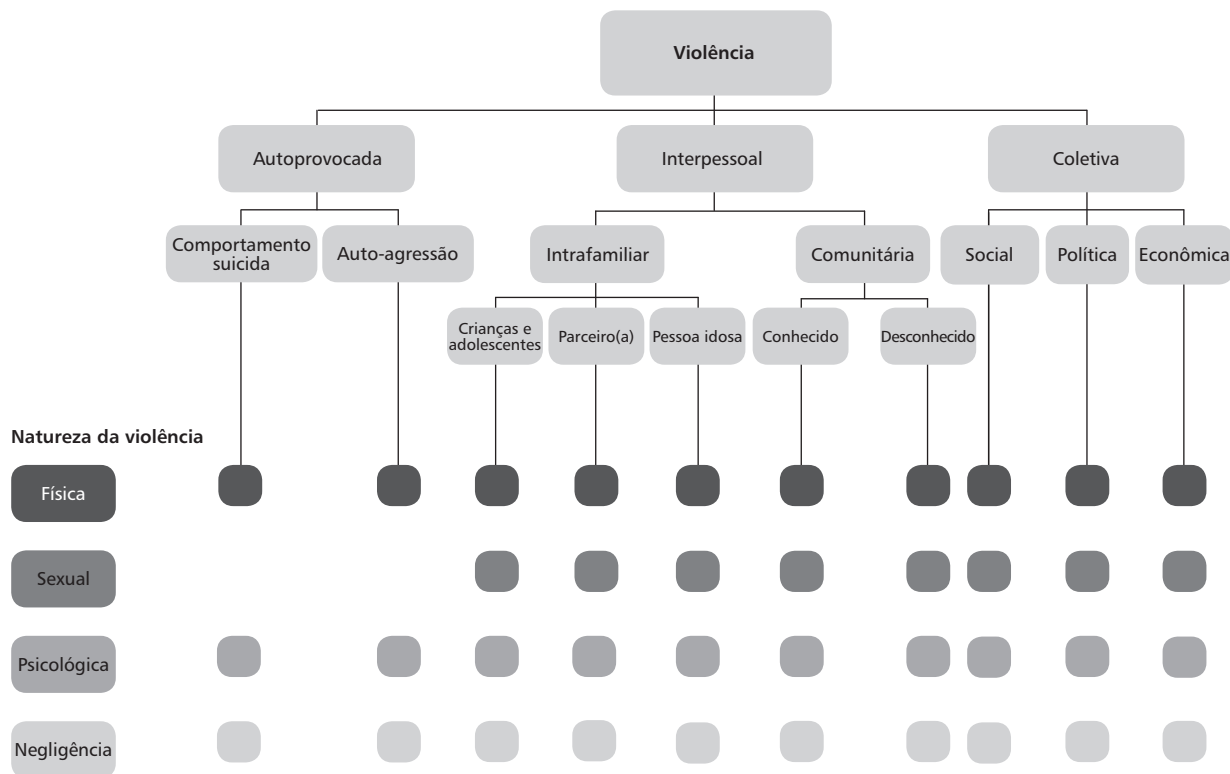 Violência
Autoprovocada
Interpessoal
Coletiva
Comportamento
suicida
Auto-agressão
Intrafamiliar
Comunitária
Social
Política
Econômica
Crianças e
adolescentes
Parceiro(a)
Pessoa idosa
Conhecido
Desconhecido
Natureza da violência
Física
Sexual
Psicológica
Negligência